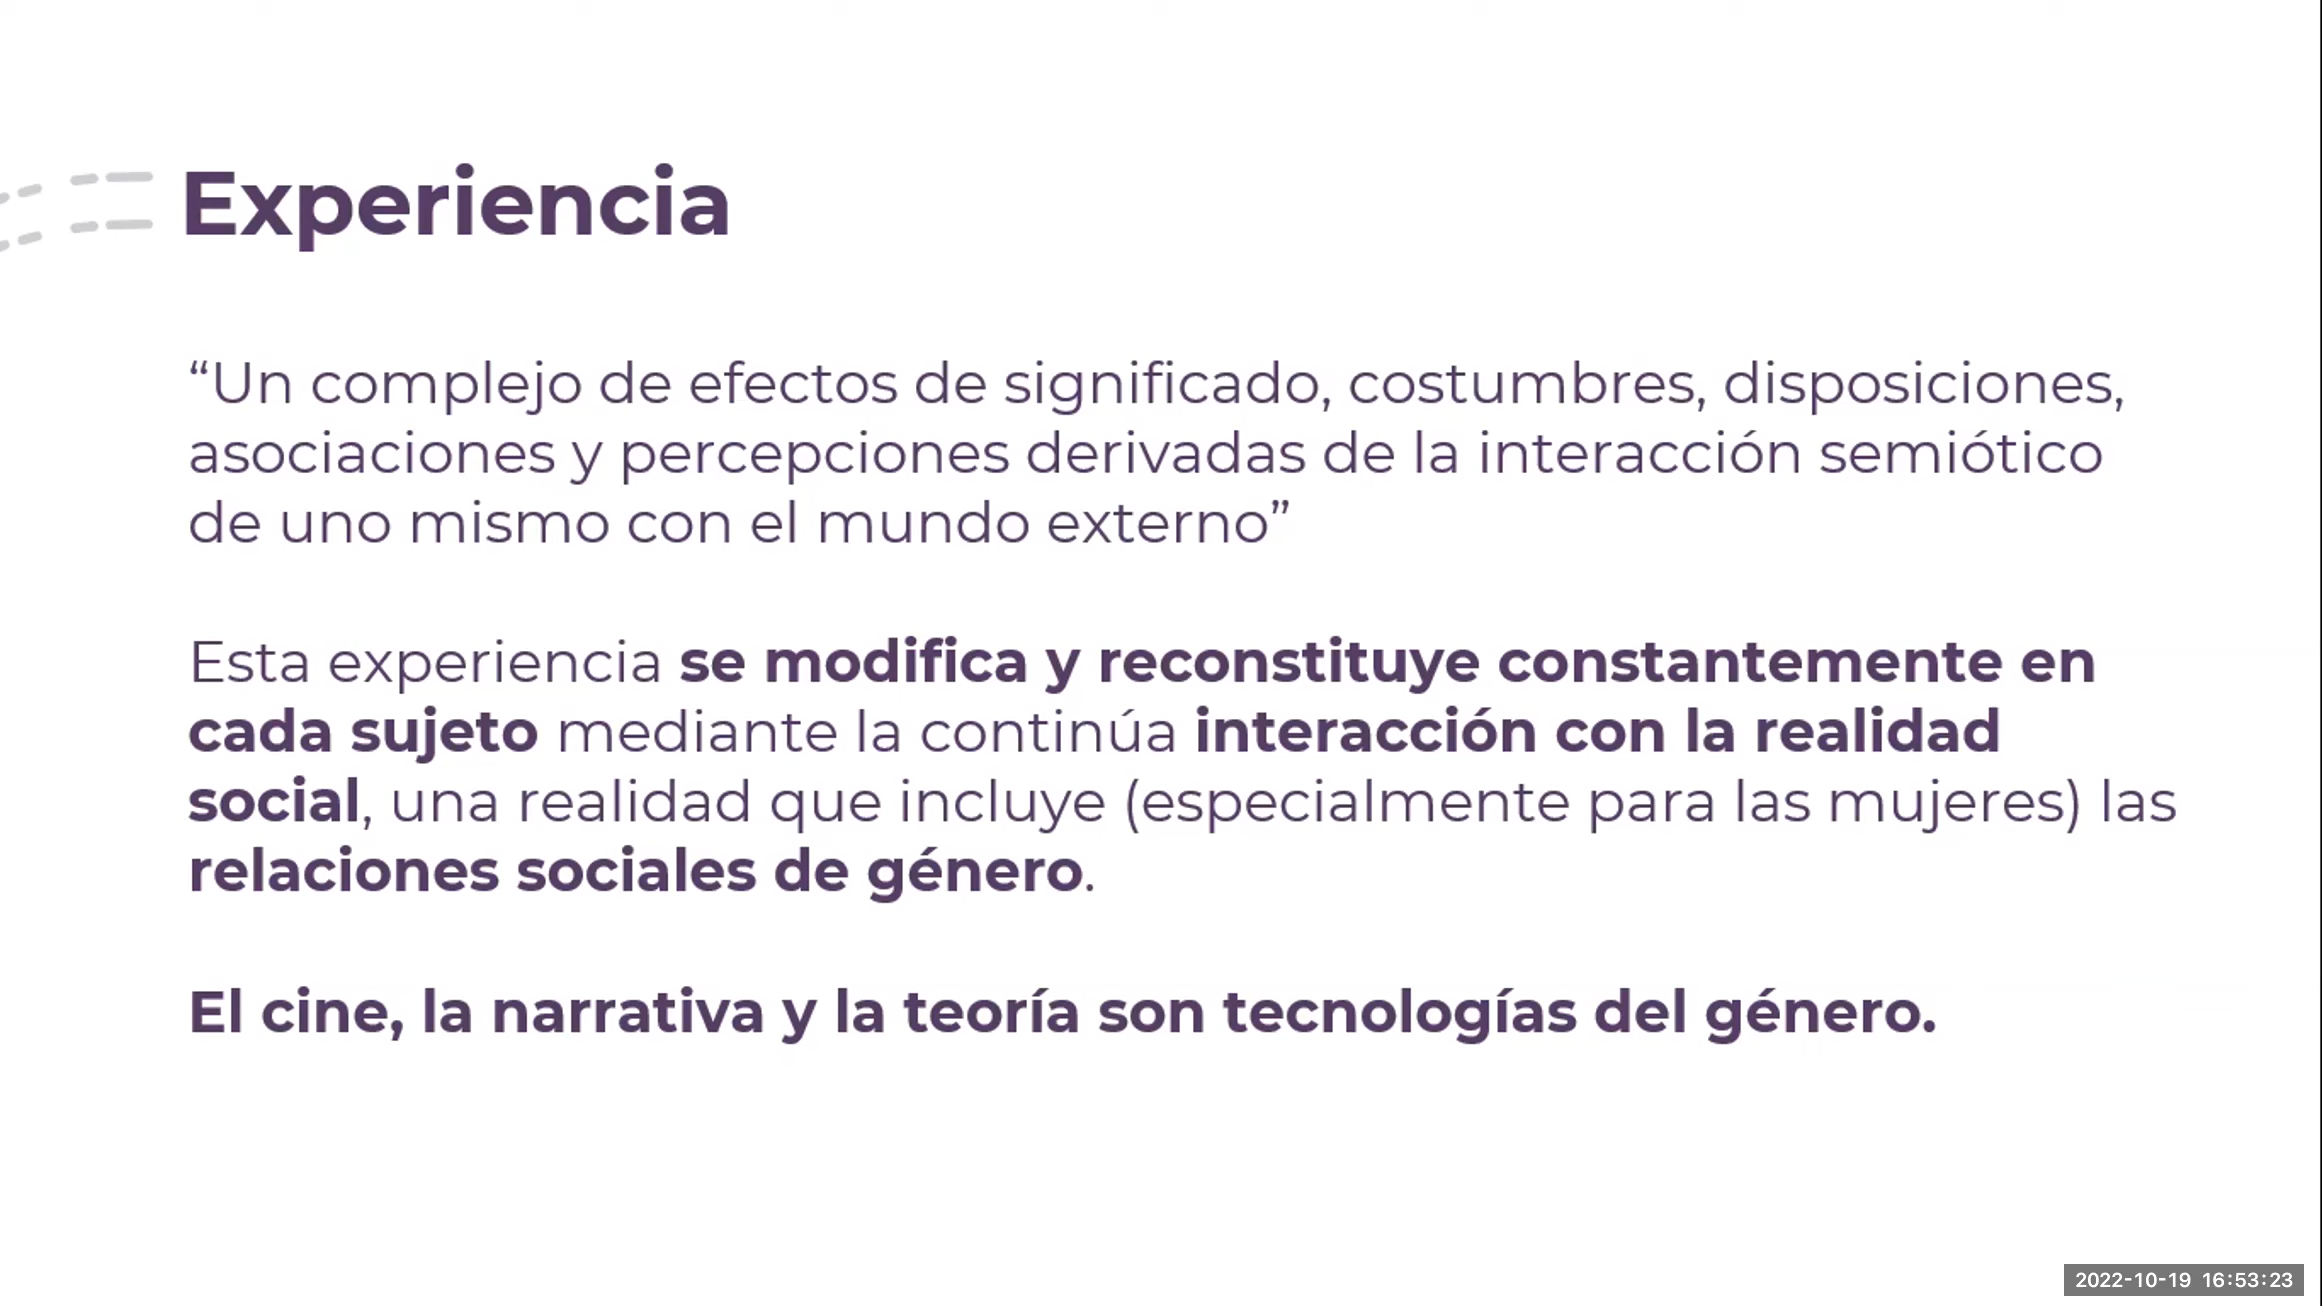 Experiencia
“Un complejo de efectos de significado, costumbres, disposiciones,
asociaciones y percepciones derivadas de la interacción semiótico
de uno mismo con el mundo externo”
Esta experiencia se modifica y reconstituye constantemente en
cada sujeto mediante la continúa interacción con la realidad
social, una realidad que incluye (especialmente para las mujeres) las
relaciones sociales de género.
El cine, la narrativa y la teoría son tecnologías del género.
2022-10-19 16:53:23